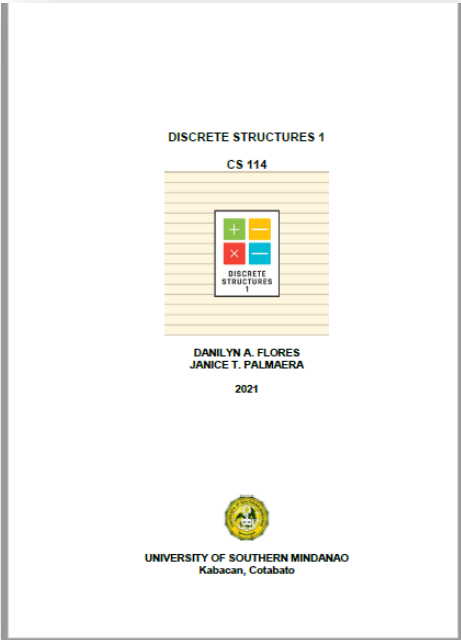 DISCRETE STRUCTURES 1
CS 114
DISCRETE
STRUCTURES
1
DANILYN A. FLORES
JANICE T. PALMAERA
2021
UNIVERSITY OF SOUTHERN MINDANAO
Kabacan, Cotabato